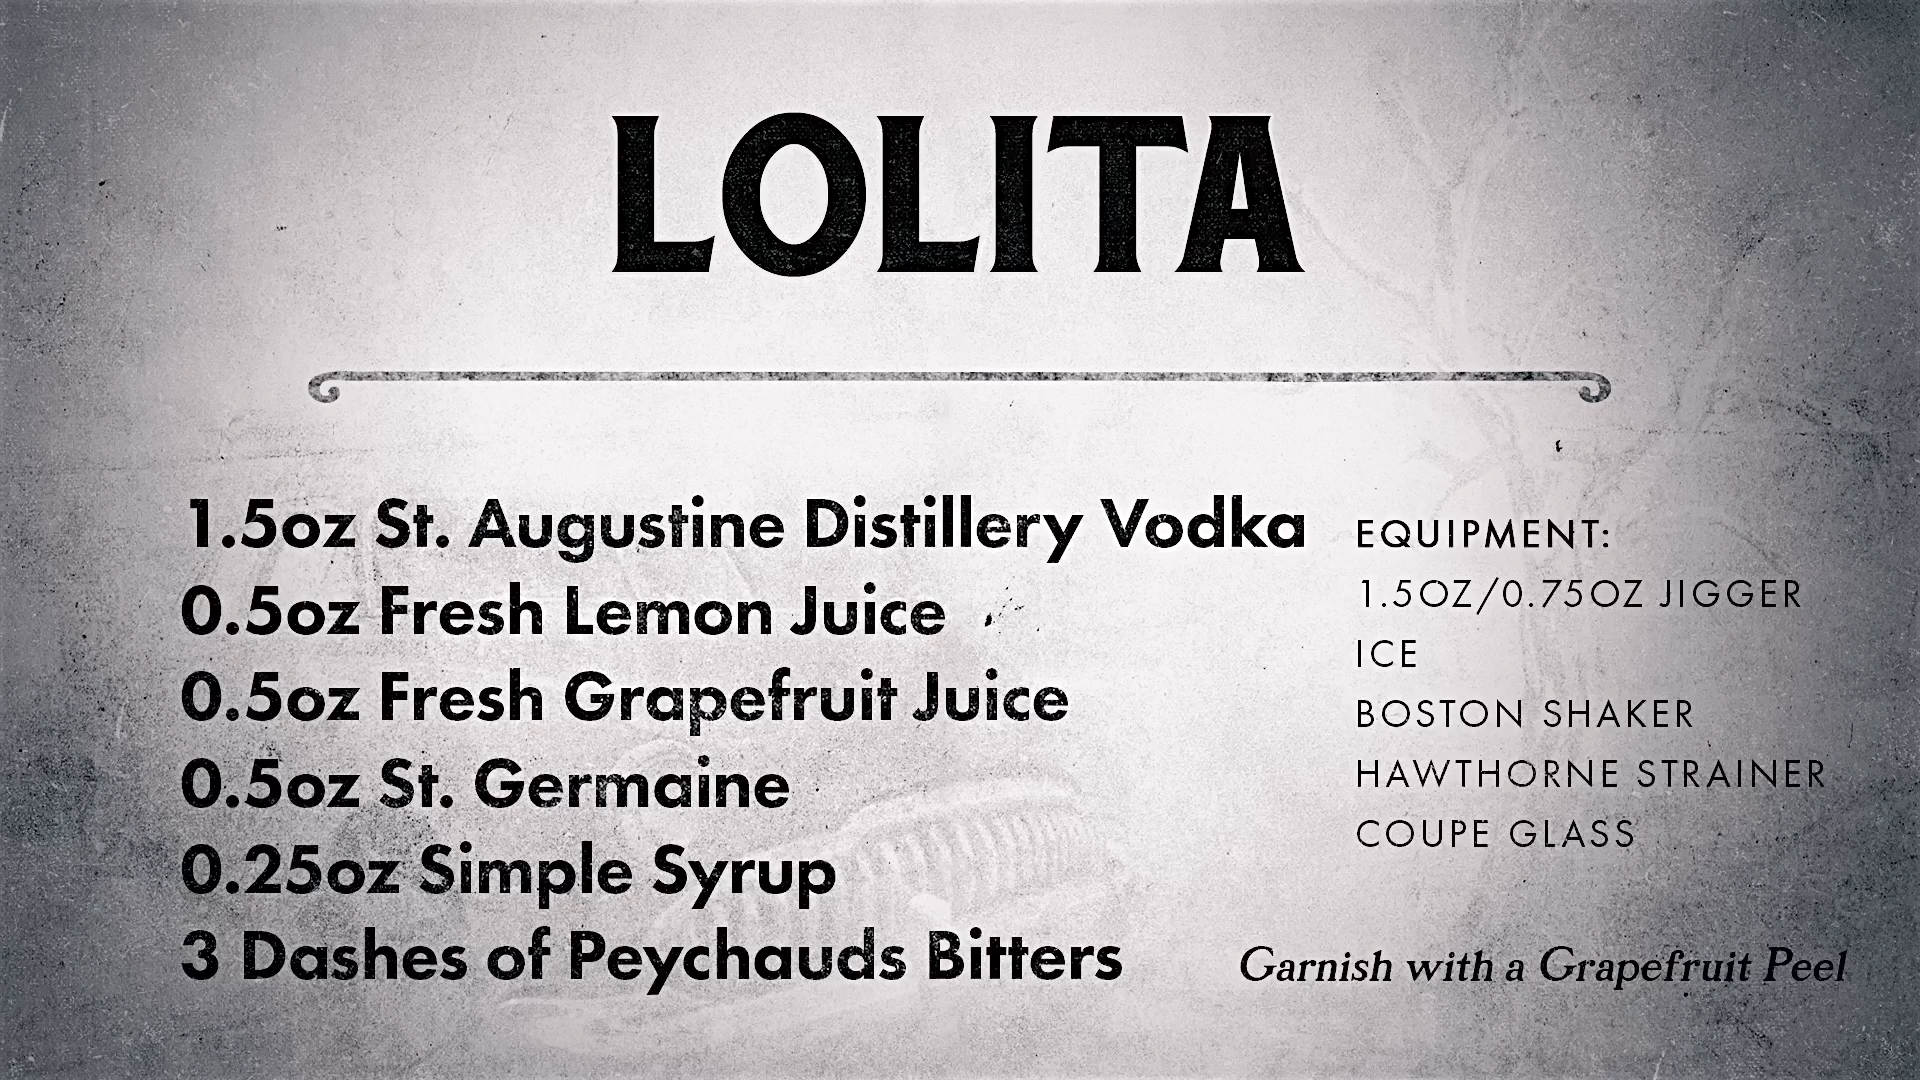 LOLITA
1.5oz St. Augustine Distillery Vodka
0.5oz Fresh Lemon Juice
0.5oz Fresh Grapefruit Juice
0.5oz St. Germaine
0.25oz Simple Syrup
3 Dashes of Peychauds Bitters
EQUIPMENT:
1.5OZ/0.75OZ JIGGER
ICE
BOSTON SHAKER
HAWTHORNE STRAINER
COUPE GLASS
Garnish with a Grapefruit Peel